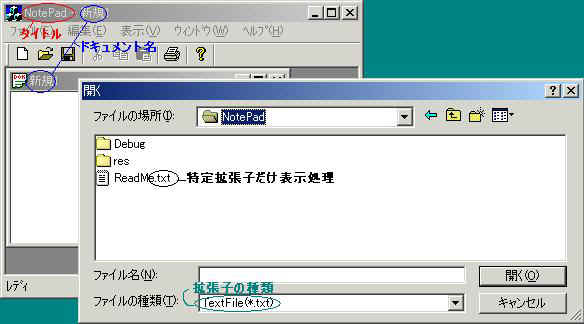 NotePad - 新規
タイトル
編集(E) 表示(V) ウィンドウ(W) ヘルプ(H)
ドキュメント名
新規1
開く
ファイルの場所(I):
NotePad
Debug
res
ReadMe.txt
特定拡張子だけ表示処理
ファイル名(N):
開く(O)
拡張子の種類
ファイルの種類(T):
TextFile(*.txt)
キャンセル
レディ